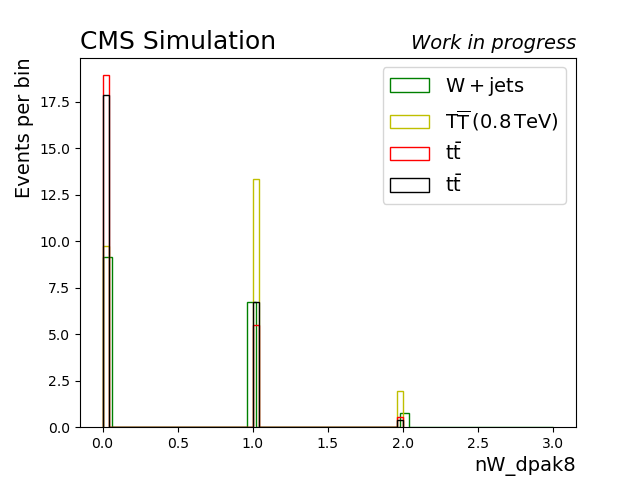 CMS Simulation
Work in progress
Events per bin
17.5
15.0
12.5
10.0
7.5
5.0
2.5
0.0
W + jets
TT̅ (0.8 TeV)
tt̄
tt̄
0.0 0.5 1.0 1.5 2.0 2.5 3.0
nW_dpak8